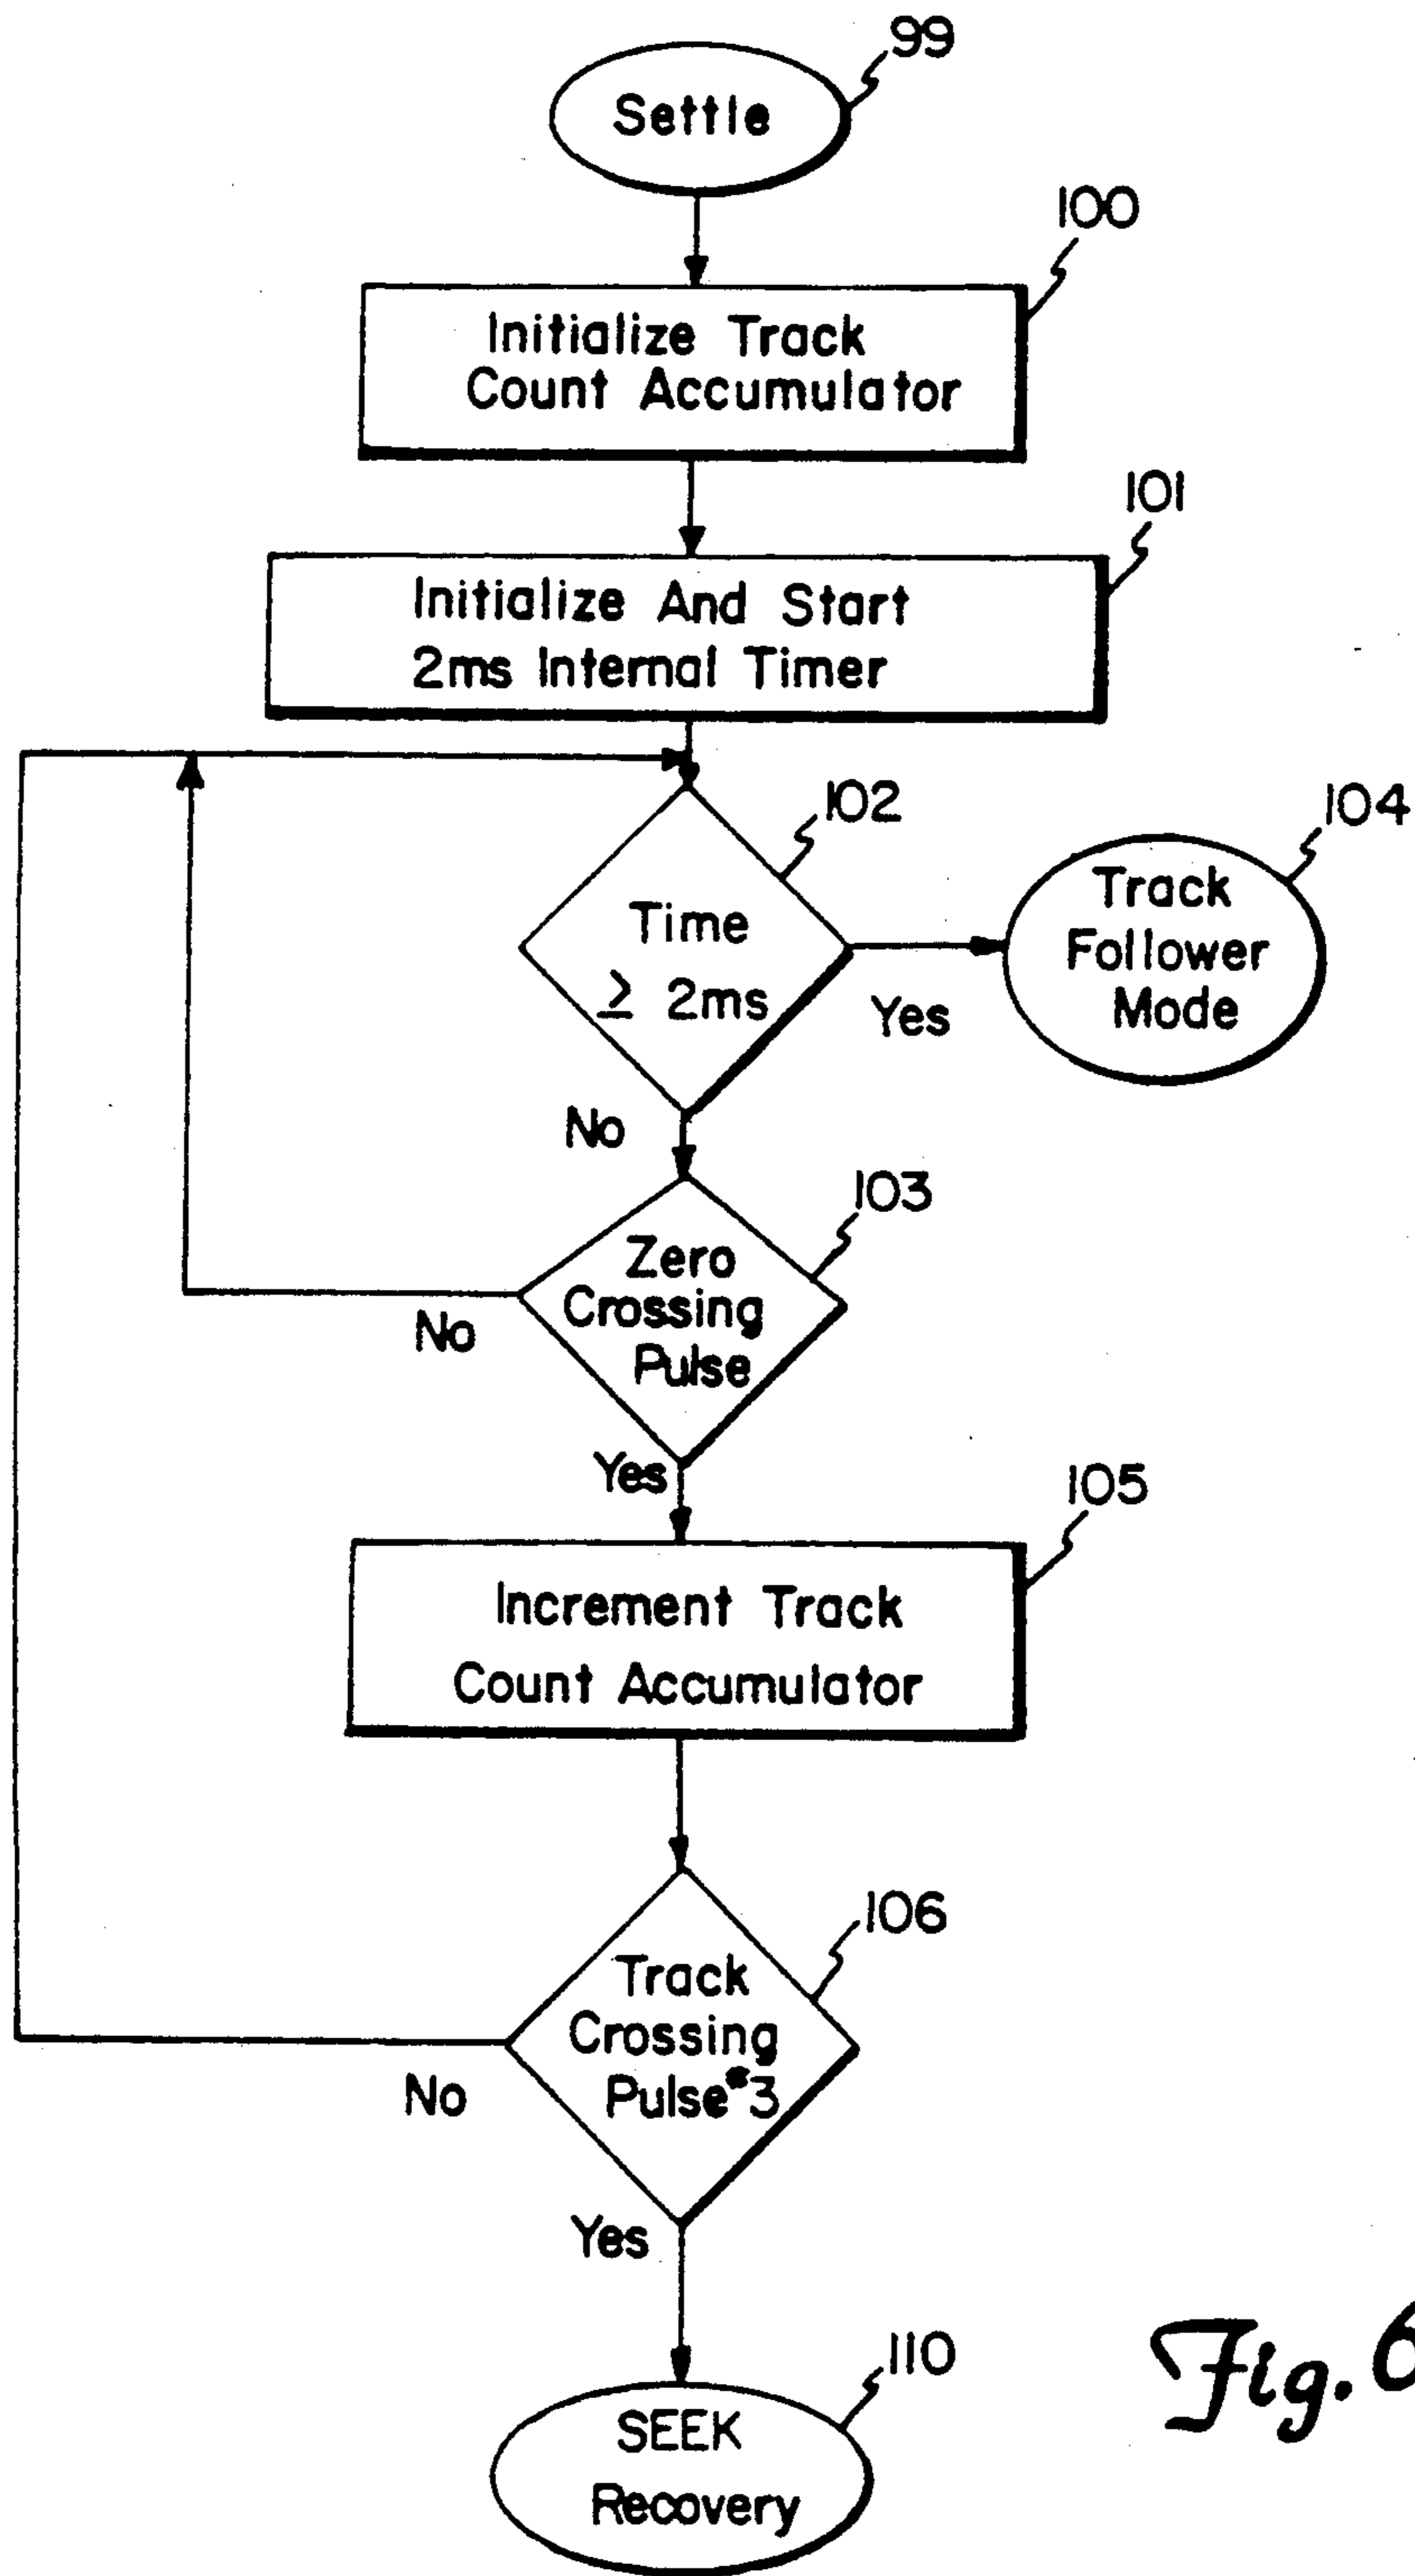 99
Settle
100
Initialize Track
Count Accumulator
101
Initialize And Start
2ms Internal Timer
102
Time
≥ 2ms
Yes
104
Track
Follower
Mode
No
103
Zero
Crossing
Pulse
No
Yes
105
Increment Track
Count Accumulator
106
Track
Crossing
Pulse#3
No
Yes
110
SEEK
Recovery
Fig. 6